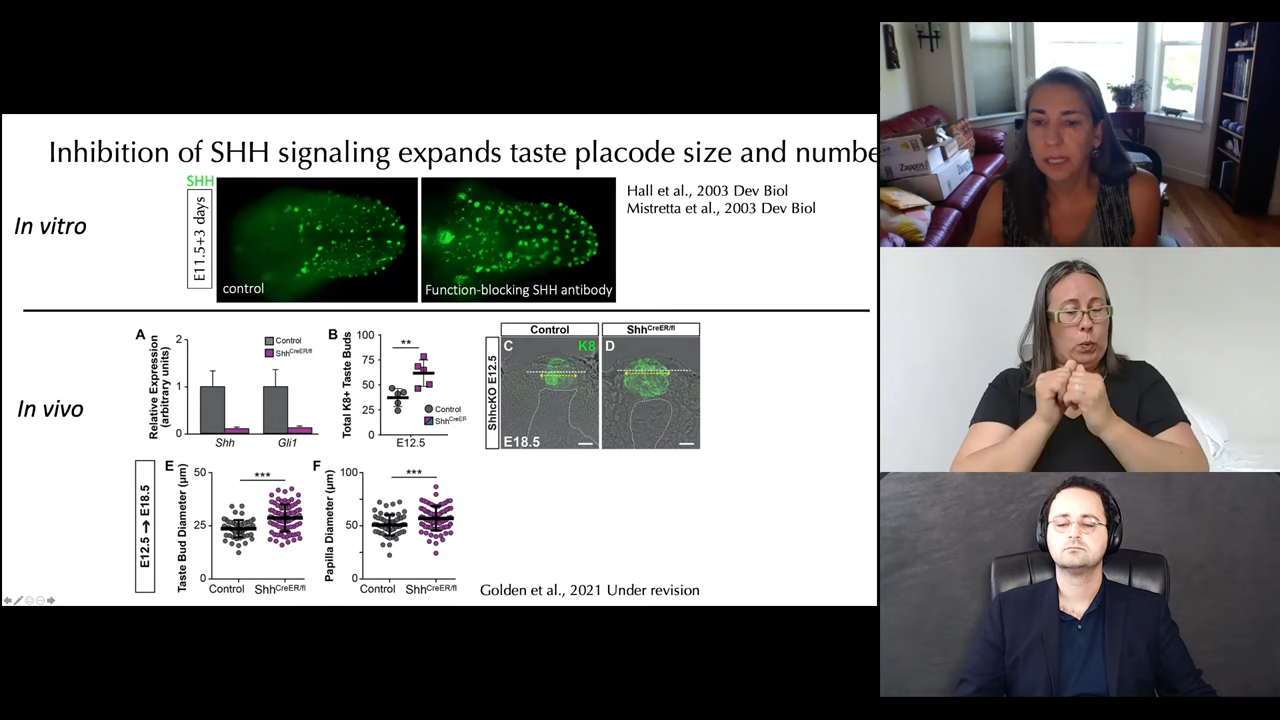 Inhibition of SHH signaling expands taste placode size and numbe
SHH
In vitro
E11.5+3 days
control
Function-blocking SHH antibody
Hall et al., 2003 Dev Biol
Mistretta et al., 2003 Dev Biol
In vivo
A
Relative Expression
(arbitrary units)
2
1
0
Control
ShhCreER/fl
Shh
Gli1
B
Total K8+ Taste Buds
100
75
50
25
0
**
Control
ShhCreER
E12.5
Control
ShhCreER/fl
ShhcKO E12.5
C
K8
D
E18.5
E12.5 → E18.5
E
Taste Bud Diameter (µm)
50
25
0
***
Control
ShhCreER/fl
F
Papilla Diameter (µm)
100
50
0
***
Control
ShhCreER/fl
Golden et al., 2021 Under revision
Zappos